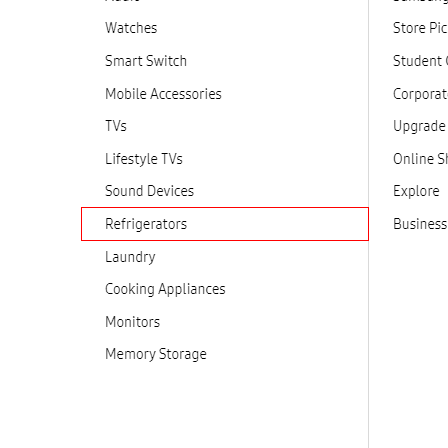 Watches
Smart Switch
Mobile Accessories
TVs
Lifestyle TVs
Sound Devices
Refrigerators
Laundry
Cooking Appliances
Monitors
Memory Storage
Store Pic
Student
Corporat
Upgrade
Online S
Explore
Business